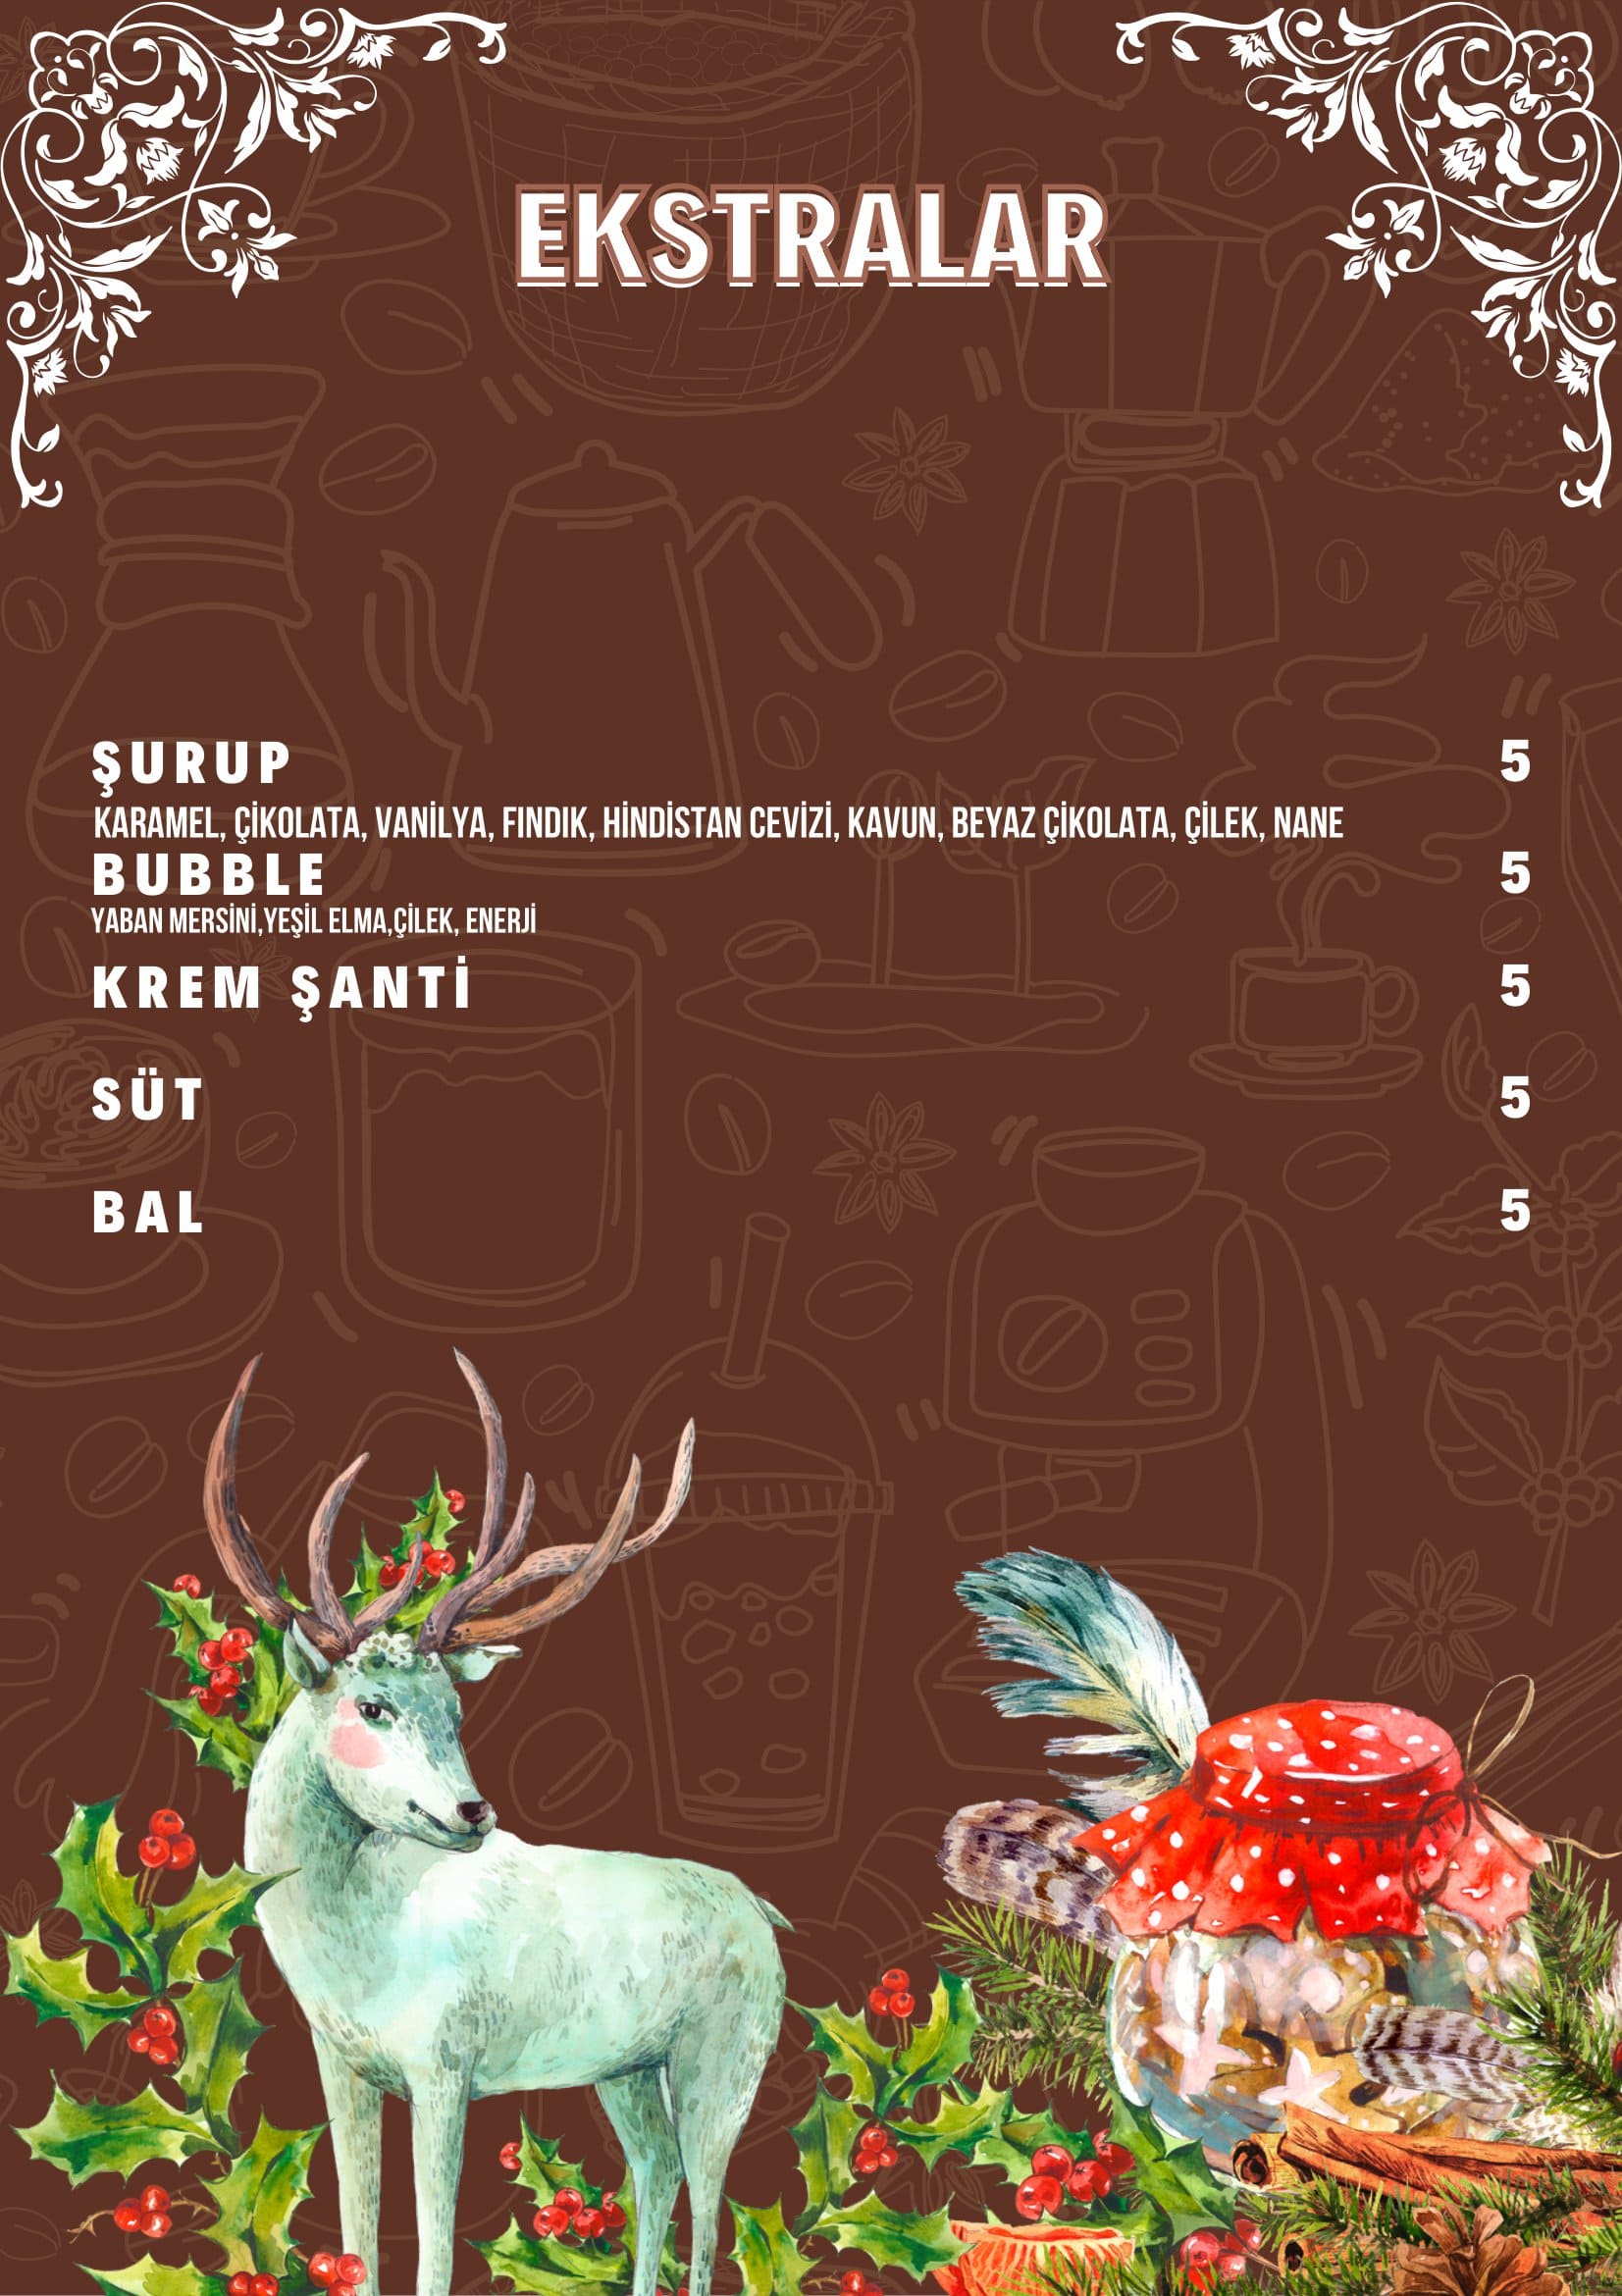 EKSTRALAR
ŞURUP 5
KARAMEL, ÇİKOLATA, VANİLYA, FINDIK, HİNDİSTAN CEVİZİ, KAVUN, BEYAZ ÇİKOLATA, ÇİLEK, NANE
BUBBLE 5
YABAN MERSİNİ,YEŞİL ELMA,ÇİLEK, ENERJİ
KREM ŞANTİ 5
SÜT 5
BAL 5